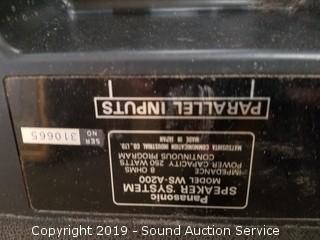 PARALLEL INPUTS
Panasonic
SPEAKER SYSTEM
MODEL WS-A200
IMPEDANCE 8 OHMS
POWER CAPACITY 250 WATTS
CONTINUOUS PROGRAM
MATSUSHITA COMMUNICATION INDUSTRIAL CO., LTD.
MADE IN JAPAN
SER NO. 310665
Copyright 2019 - Sound Auction Service